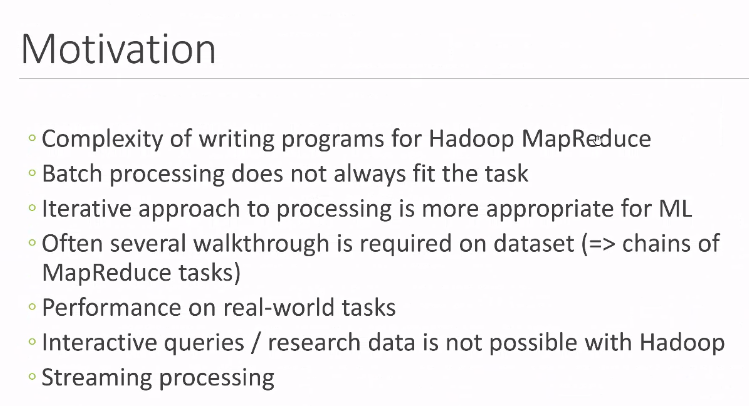 Motivation
◦ Complexity of writing programs for Hadoop MapReduce
◦ Batch processing does not always fit the task
◦ Iterative approach to processing is more appropriate for ML
◦ Often several walkthrough is required on dataset (=> chains of
MapReduce tasks)
◦ Performance on real-world tasks
◦ Interactive queries / research data is not possible with Hadoop
◦ Streaming processing